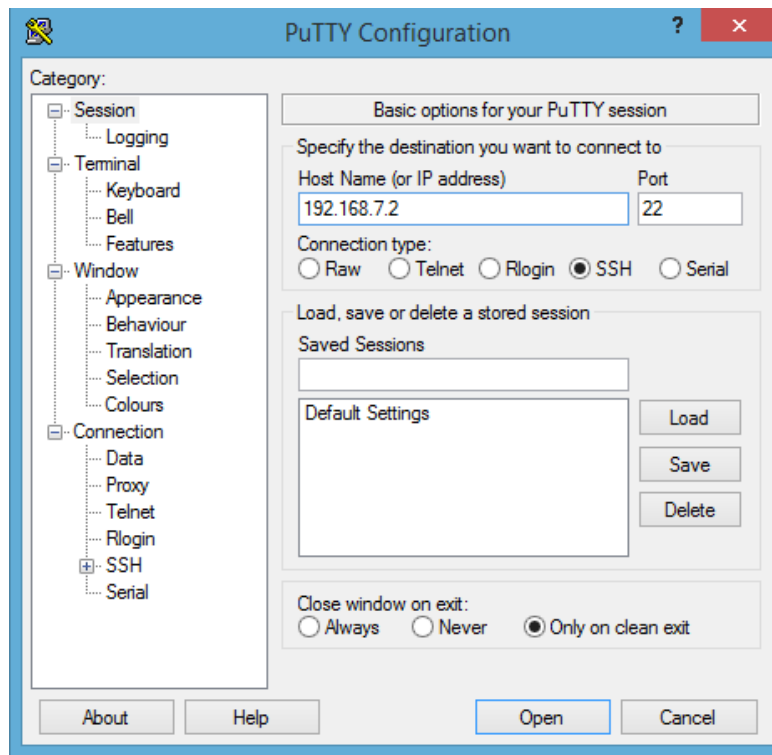 PuTTY Configuration
?
x
Category:
Session
Logging
Terminal
Keyboard
Bell
Features
Window
Appearance
Behaviour
Translation
Selection
Colours
Connection
Data
Proxy
Telnet
Rlogin
SSH
Serial
Basic options for your PuTTY session
Specify the destination you want to connect to
Host Name (or IP address) Port
192.168.7.2 22
Connection type:
Raw Telnet Rlogin SSH Serial
Load, save or delete a stored session
Saved Sessions
Default Settings
Load
Save
Delete
Close window on exit:
Always Never Only on clean exit
About Help Open Cancel